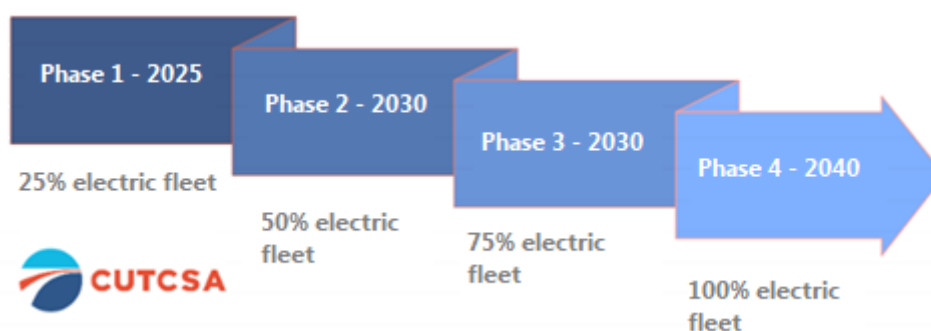 Phase 1 - 2025
25% electric fleet
Phase 2 - 2030
50% electric
fleet
Phase 3 - 2030
75% electric
fleet
Phase 4 - 2040
100% electric
fleet
CUTCSA